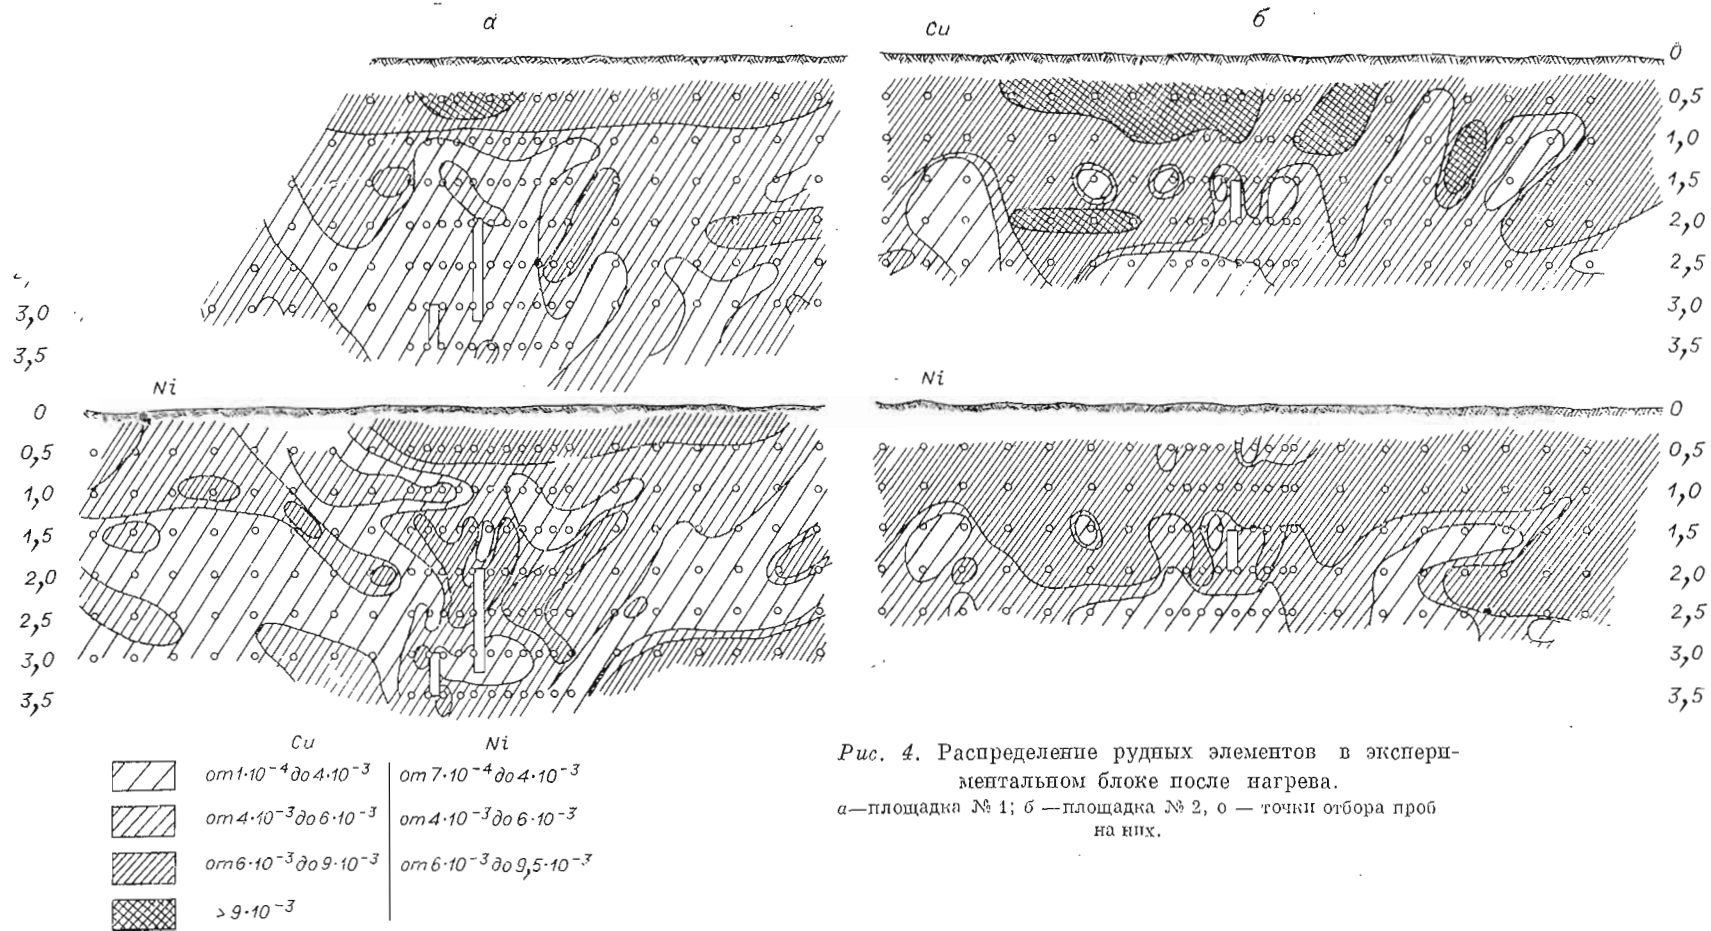 а
Cu
б
0
0,5
1,0
1,5
2,0
2,5
3,0
3,5
3,0
3,5
Ni
0
0,5
1,0
1,5
2,0
2,5
3,0
3,5
Ni
0
0,5
1,0
1,5
2,0
2,5
3,0
3,5
Cu Ni
от 1·10⁻⁴ до 4·10⁻³ от 7·10⁻⁴ до 4·10⁻³
от 4·10⁻³ до 6·10⁻³ от 4·10⁻³ до 6·10⁻³
от 6·10⁻³ до 9·10⁻³ от 6·10⁻³ до 9,5·10⁻³
> 9·10⁻³
Рис. 4. Распределение рудных элементов в экспери-
ментальном блоке после нагрева.
а—площадка № 1; б —площадка № 2, о — точки отбора проб
на них.